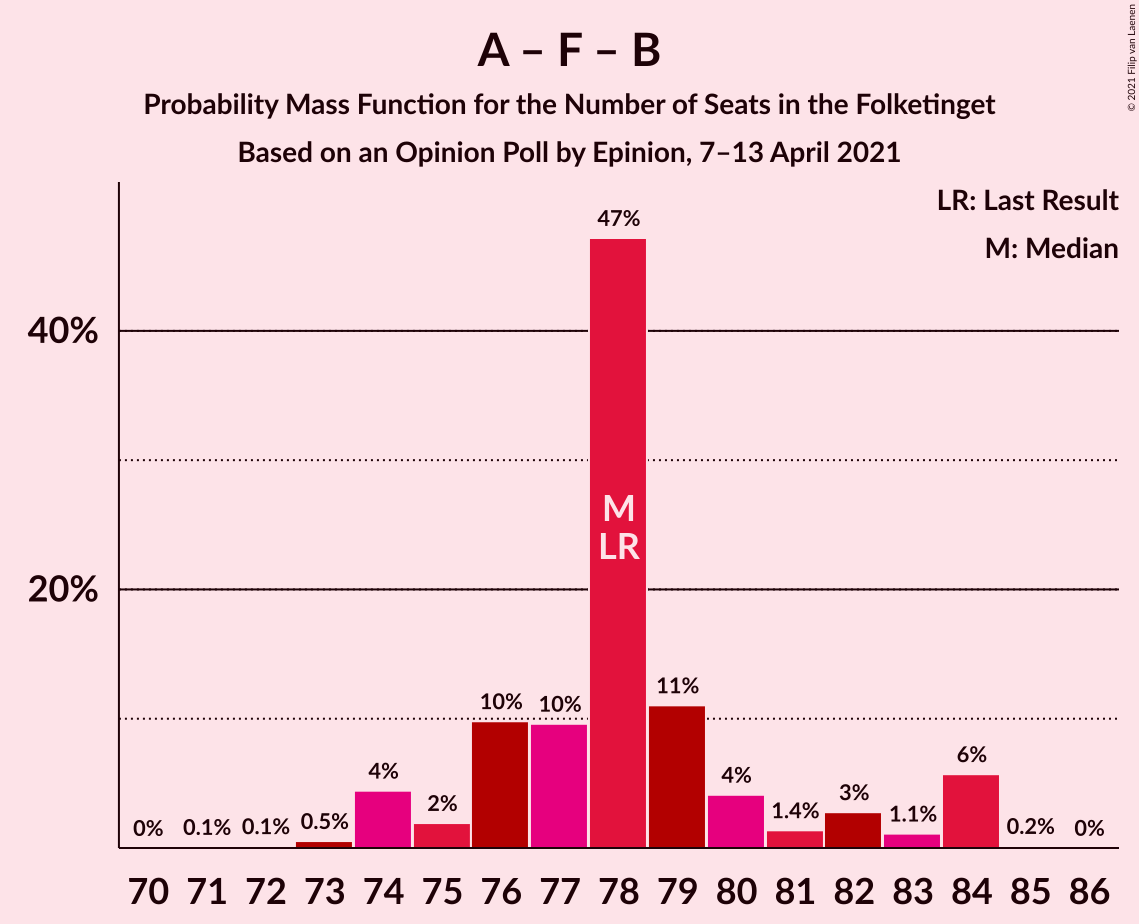 A – F – B
Probability Mass Function for the Number of Seats in the Folketinget
Based on an Opinion Poll by Epinion, 7–13 April 2021
© 2021 Filip van Laenen
LR: Last Result
M: Median
40%
20%
0%
0.1%
0.1%
0.5%
4%
2%
10%
10%
47%
M
LR
11%
4%
1.4%
3%
1.1%
6%
0.2%
0%
70 71 72 73 74 75 76 77 78 79 80 81 82 83 84 85 86